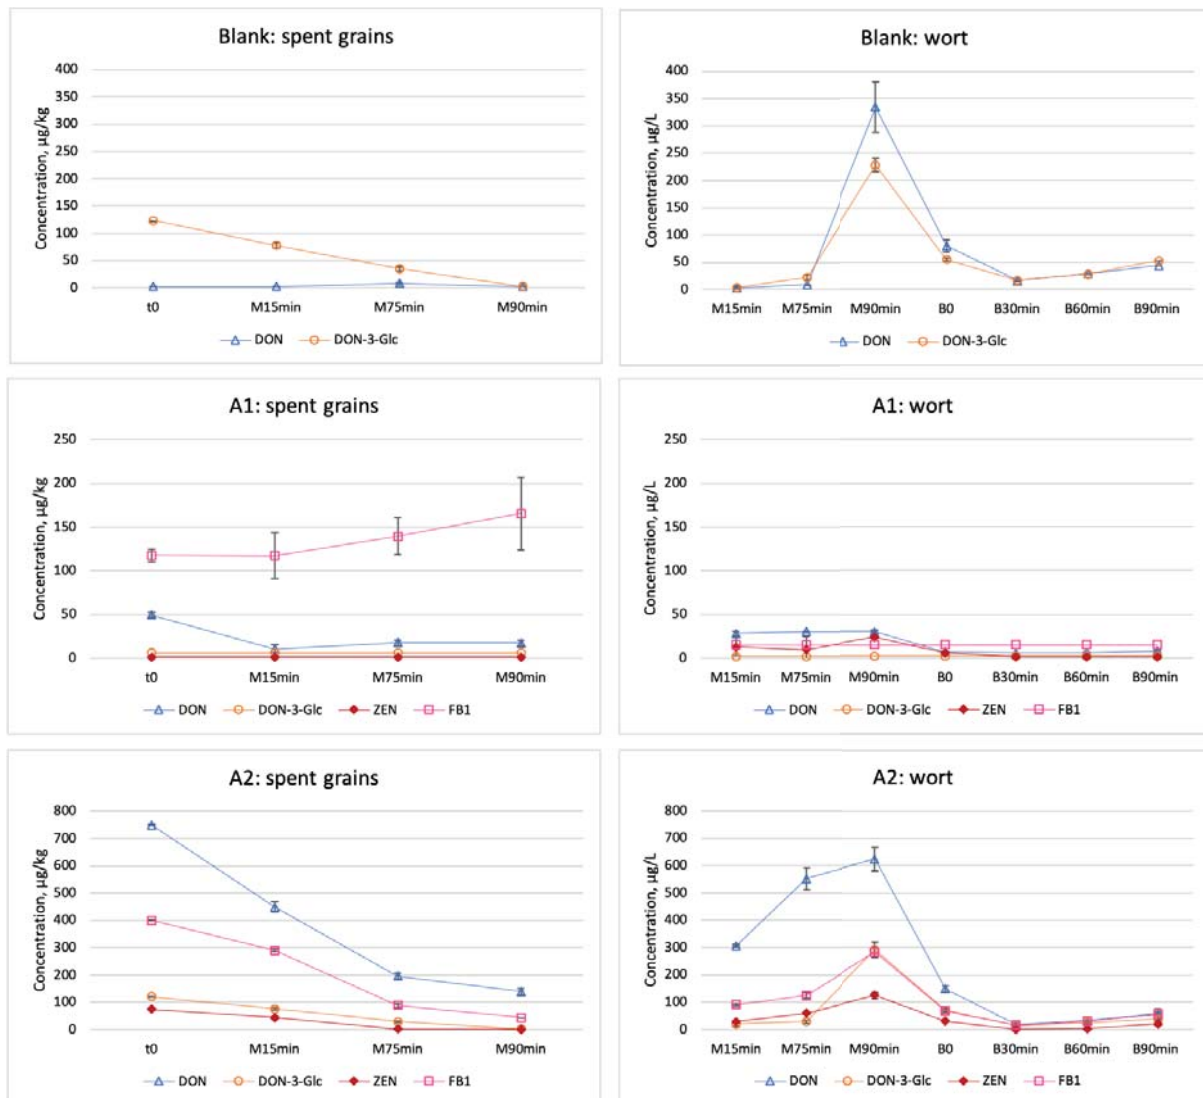 Blank: spent grains
Concentration, µg/kg
400
350
300
250
200
150
100
50
0
t0 M15min M75min M90min
DON DON-3-Glc
Blank: wort
Concentration, µg/L
400
350
300
250
200
150
100
50
0
M15min M75min M90min B0 B30min B60min B90min
DON DON-3-Glc
A1: spent grains
Concentration, µg/kg
250
200
150
100
50
0
t0 M15min M75min M90min
DON DON-3-Glc ZEN FB1
A1: wort
Concentration, µg/L
250
200
150
100
50
0
M15min M75min M90min B0 B30min B60min B90min
DON DON-3-Glc ZEN FB1
A2: spent grains
Concentration, µg/kg
800
700
600
500
400
300
200
100
0
t0 M15min M75min M90min
DON DON-3-Glc ZEN FB1
A2: wort
Concentration, µg/L
800
700
600
500
400
300
200
100
0
M15min M75min M90min B0 B30min B60min B90min
DON DON-3-Glc ZEN FB1